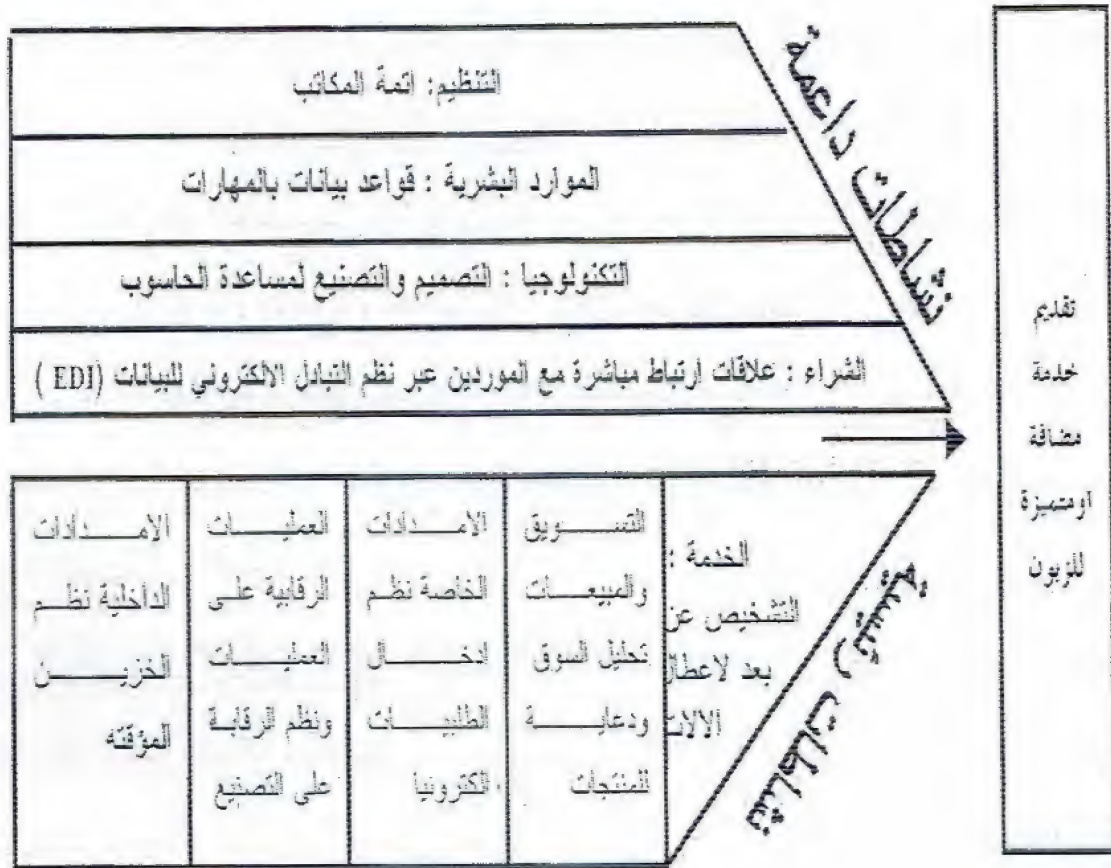 التنظيم: اتمة المكاتب
الموارد البشرية : قواعد بيانات بالمهارات
التكنولوجيا : التصميم والتصنيع لمساعدة الحاسوب
الشراء : علاقات ارتباط مباشرة مع الموردين عبر نظم التبادل الالكتروني للبيانات (EDI )
نشاطات داعمة
تقديم
خدمة
مضافة
اومتميزة
للزبون
الخدمة :
التشخيص عن
بعد لاعطال
الالات
التسويق
والمبيعات
تحليل السوق
ودعاية
للمنتجات
الامدادات
الخاصة نظم
ادخال
الطلبيات
الكترونيا
العمليات
الرقابية على
العمليات
ونظم الرقابة
على التصنيع
الامدادات
الداخلية نظم
الخزين
المؤقته
نشاطات رئيسية